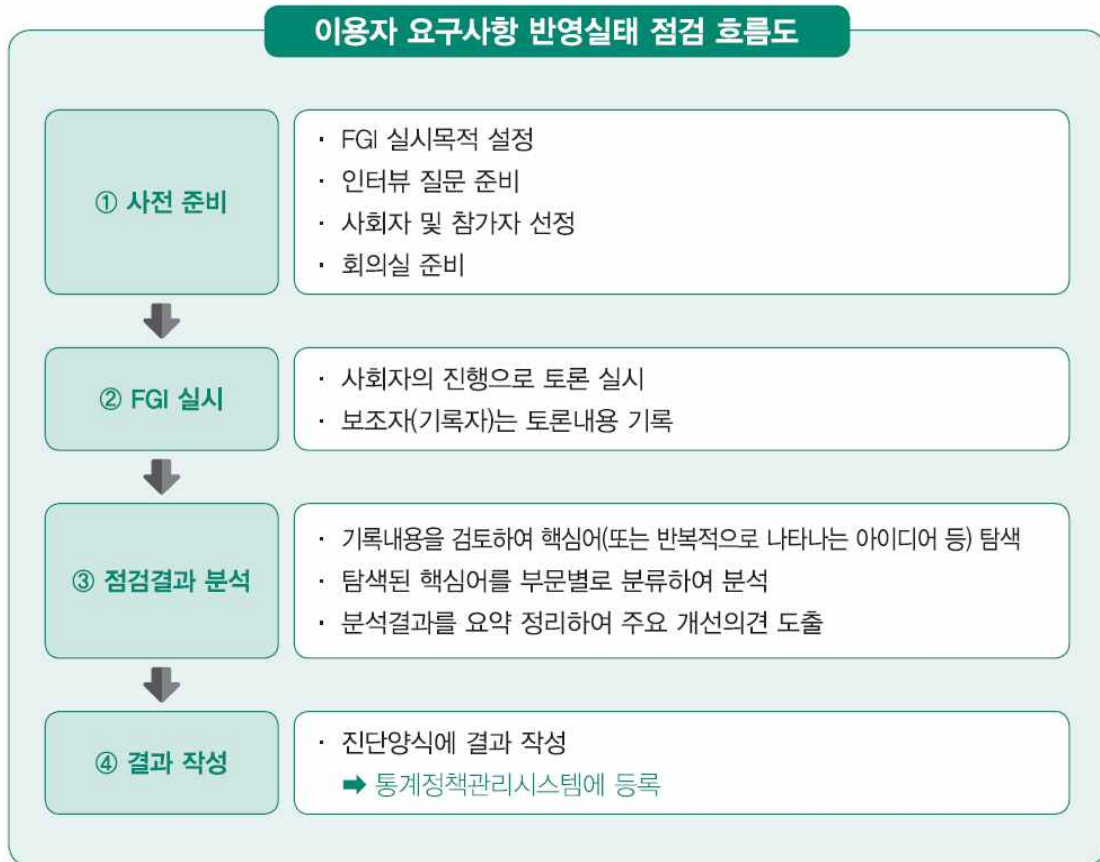 이용자 요구사항 반영실태 점검 흐름도
① 사전 준비
· FGI 실시목적 설정
· 인터뷰 질문 준비
· 사회자 및 참가자 선정
· 회의실 준비
② FGI 실시
· 사회자의 진행으로 토론 실시
· 보조자(기록자)는 토론내용 기록
③ 점검결과 분석
· 기록내용을 검토하여 핵심어(또는 반복적으로 나타나는 아이디어 등) 탐색
· 탐색된 핵심어를 부문별로 분류하여 분석
· 분석결과를 요약 정리하여 주요 개선의견 도출
④ 결과 작성
· 진단양식에 결과 작성
➡ 통계정책관리시스템에 등록